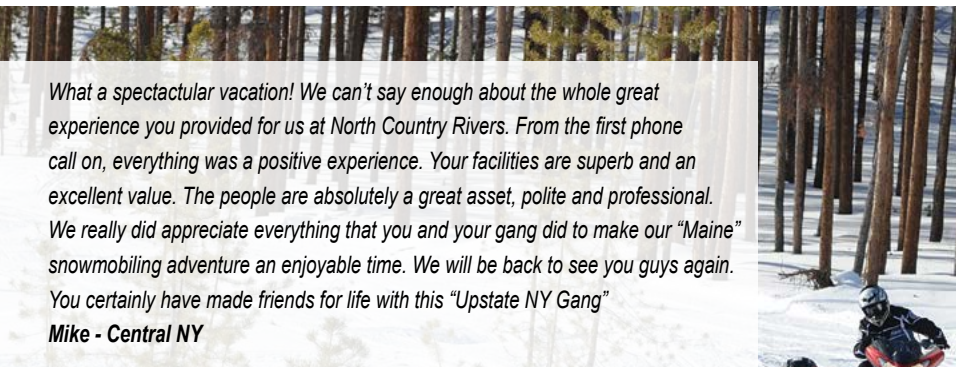 What a spectactular vacation! We can’t say enough about the whole great
experience you provided for us at North Country Rivers. From the first phone
call on, everything was a positive experience. Your facilities are superb and an
excellent value. The people are absolutely a great asset, polite and professional.
We really did appreciate everything that you and your gang did to make our “Maine”
snowmobiling adventure an enjoyable time. We will be back to see you guys again.
You certainly have made friends for life with this “Upstate NY Gang”
Mike - Central NY